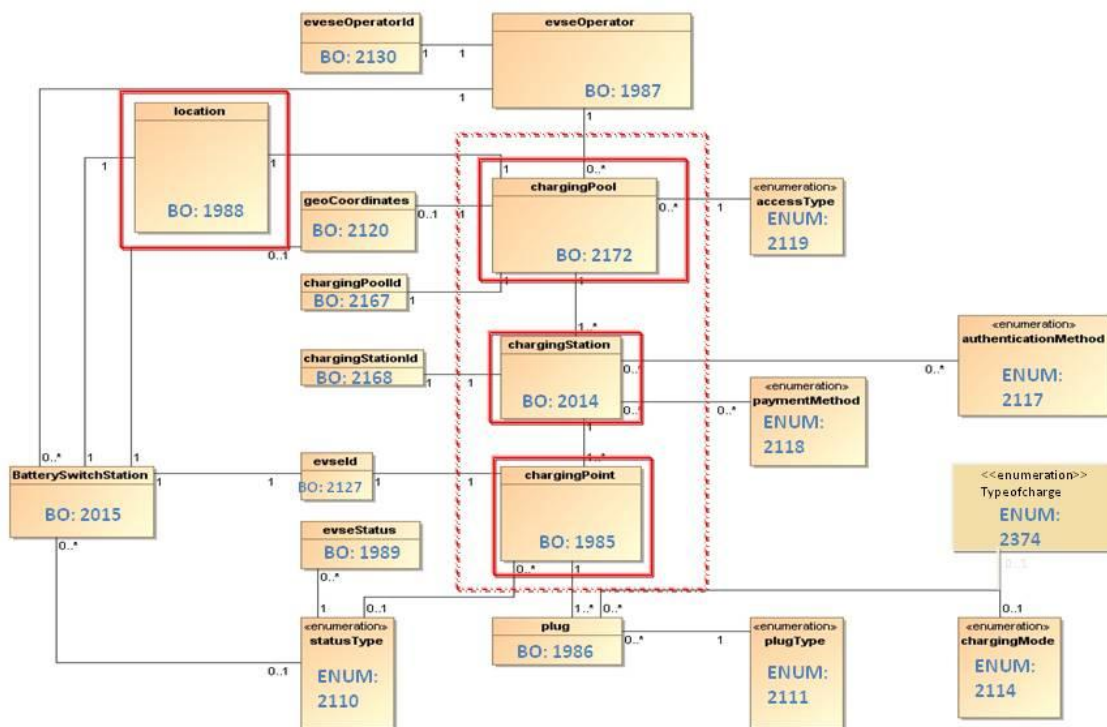 eveseOperatorId
BO: 2130
1
1
evseOperator
BO: 1987
1
1
location
BO: 1988
1
1
1
0..*
chargingPool
BO: 2172
1
0..*
1
1
1
«enumeration»
accessType
ENUM:
2119
geoCoordinates
BO: 2120
0..1
0..1
chargingPoolId
BO: 2167
1
1..*
chargingStation
BO: 2014
1
0..*
0..*
1
chargingStationId
BO: 2168
1
0..*
«enumeration»
authenticationMethod
ENUM:
2117
0..*
«enumeration»
paymentMethod
ENUM:
2118
0..*
1
1
BatterySwitchStation
BO: 2015
1
0..*
evseId
BO: 2127
1
1
1..*
chargingPoint
BO: 1985
1
0..*
1
<<enumeration>>
Typeofcharge
ENUM:
2374
0..1
evseStatus
BO: 1989
0..*
1
0..1
«enumeration»
statusType
ENUM:
2110
0..1
1..*
0..*
plug
BO: 1986
0..*
1
«enumeration»
plugType
ENUM:
2111
0..1
«enumeration»
chargingMode
ENUM:
2114